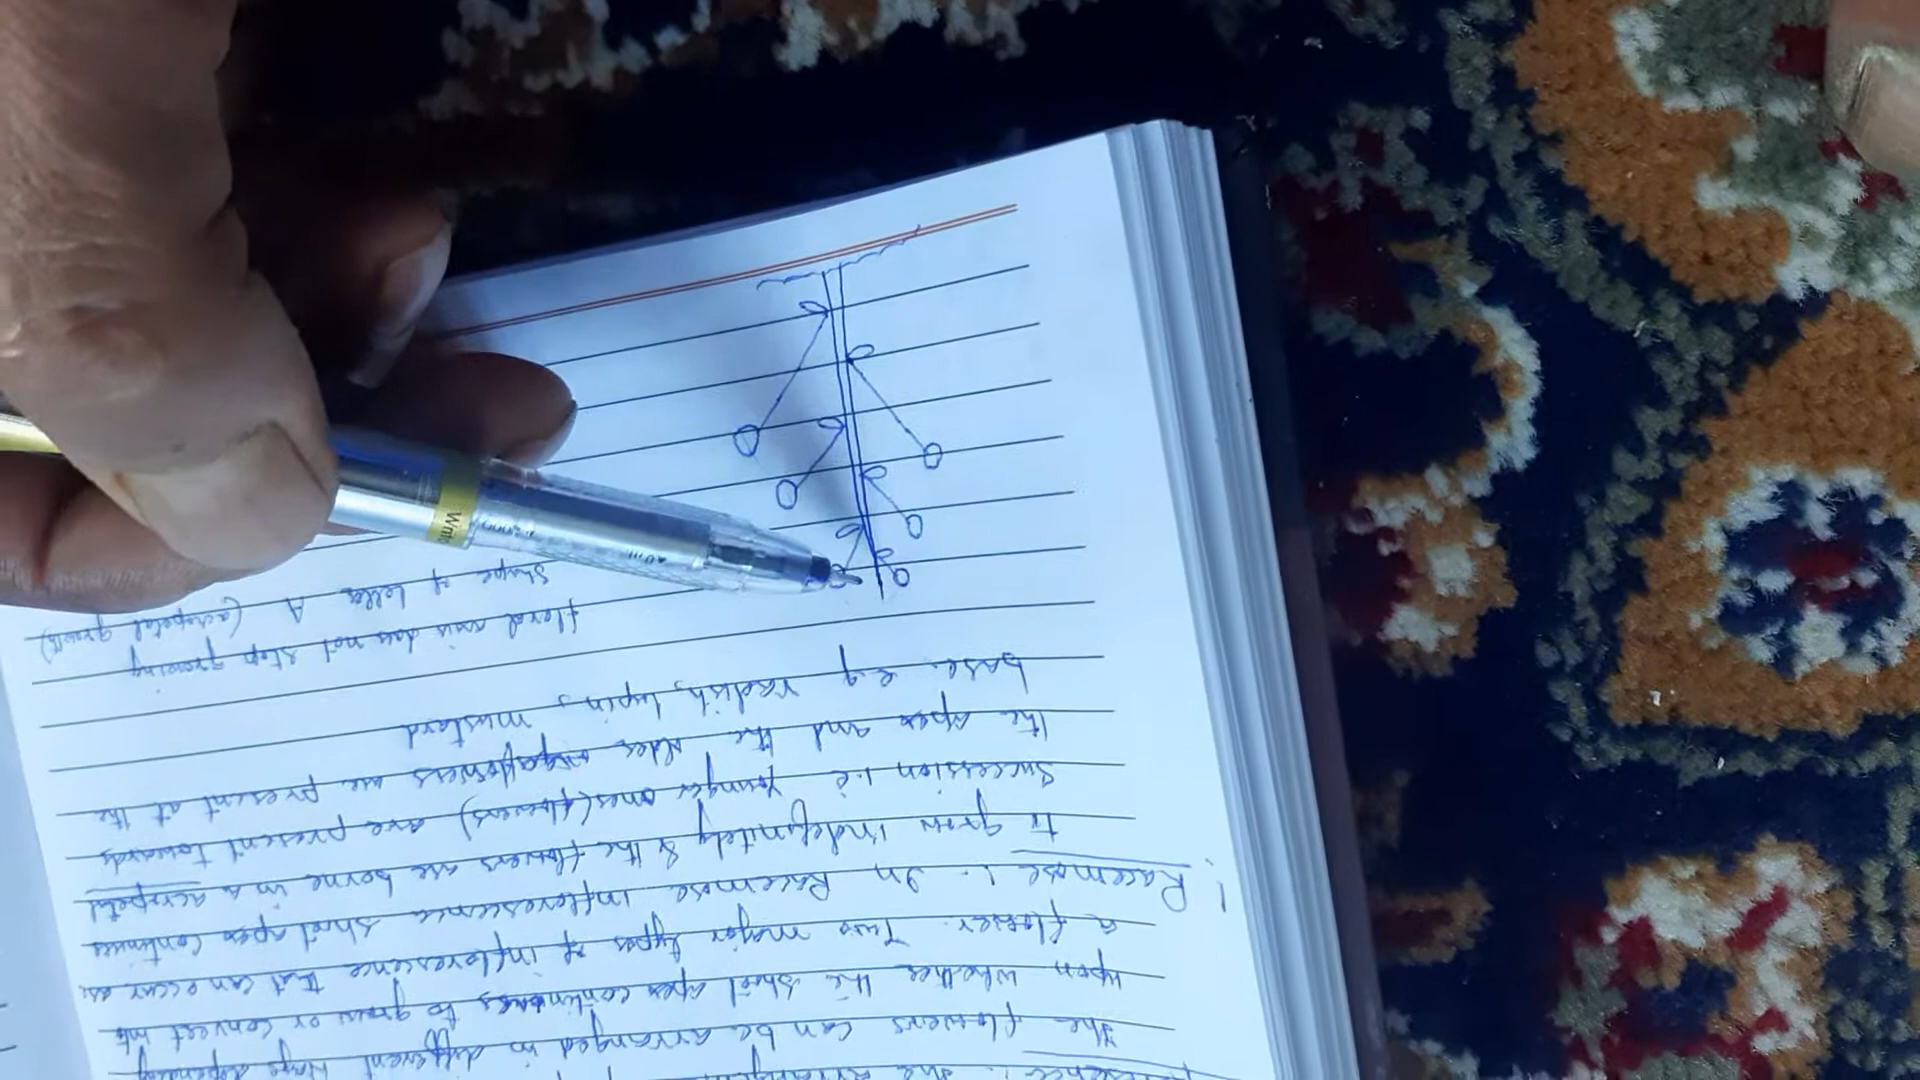 The flowers can be arranged in different ways depending
upon whether the shoot apex continues to grow or convert into
a flower. Two major types of inflorescence that can occur as
1. Racemose :- In Racemose inflorescence shoot apex continues
to grow indefinitely & the flowers are borne in a acropetal
succession i.e younger ones (flowers) are present towards
the apex and the older flowers are present at the
base e.g radish, lupin, mustard
floral axis does not stop growing
shape of letter A (acropetal growth)